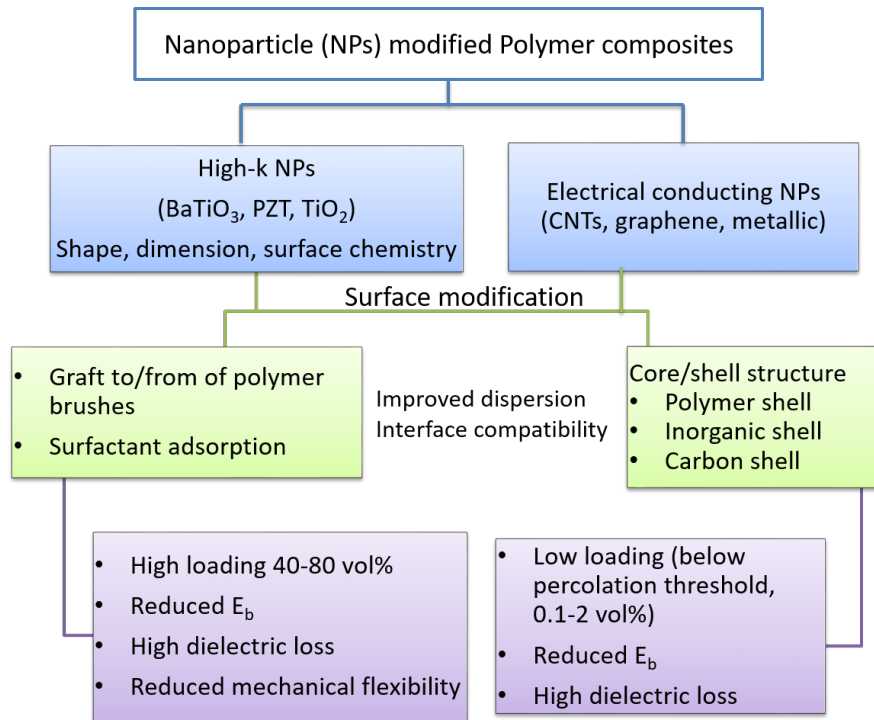 Nanoparticle (NPs) modified Polymer composites
High-k NPs
(BaTiO₃, PZT, TiO₂)
Shape, dimension, surface chemistry
Electrical conducting NPs
(CNTs, graphene, metallic)
Surface modification
• Graft to/from of polymer
brushes
• Surfactant adsorption
Improved dispersion
Interface compatibility
Core/shell structure
• Polymer shell
• Inorganic shell
• Carbon shell
• High loading 40-80 vol%
• Reduced E_b
• High dielectric loss
• Reduced mechanical flexibility
• Low loading (below
percolation threshold,
0.1-2 vol%)
• Reduced E_b
• High dielectric loss